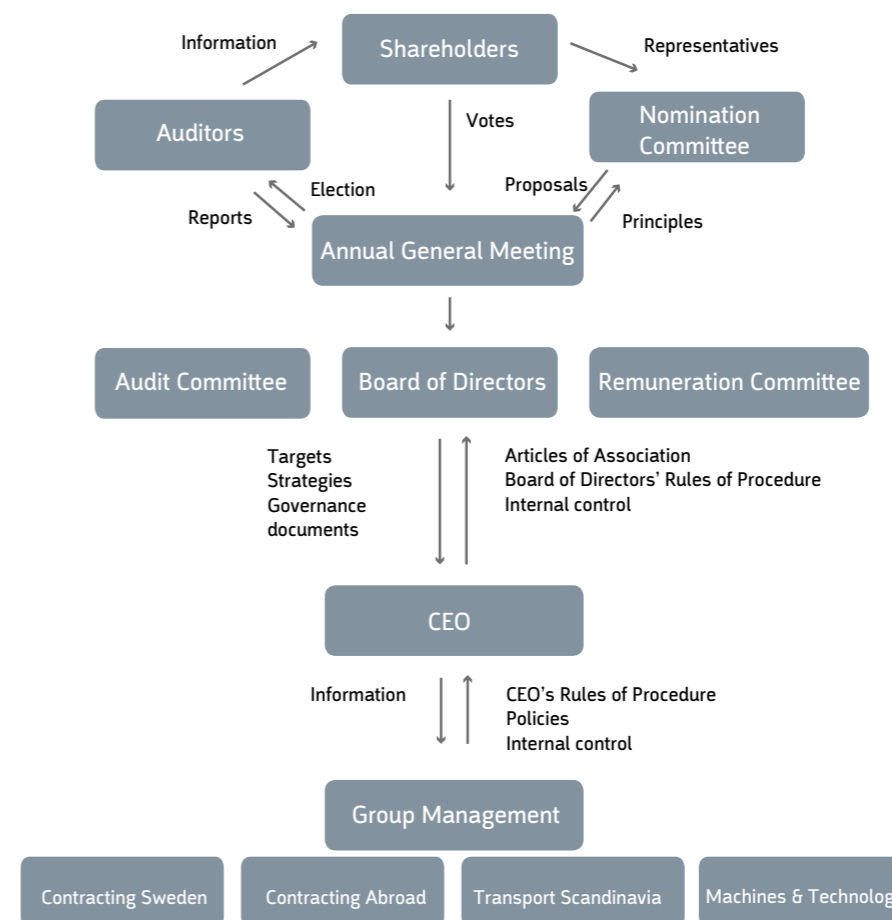 Information
Shareholders
Representatives
Auditors
Votes
Nomination
Committee
Election
Proposals
Reports
Principles
Annual General Meeting
Audit Committee
Board of Directors
Remuneration Committee
Targets
Strategies
Governance
documents
Articles of Association
Board of Directors’ Rules of Procedure
Internal control
CEO
Information
CEO’s Rules of Procedure
Policies
Internal control
Group Management
Contracting Sweden
Contracting Abroad
Transport Scandinavia
Machines & Technolog